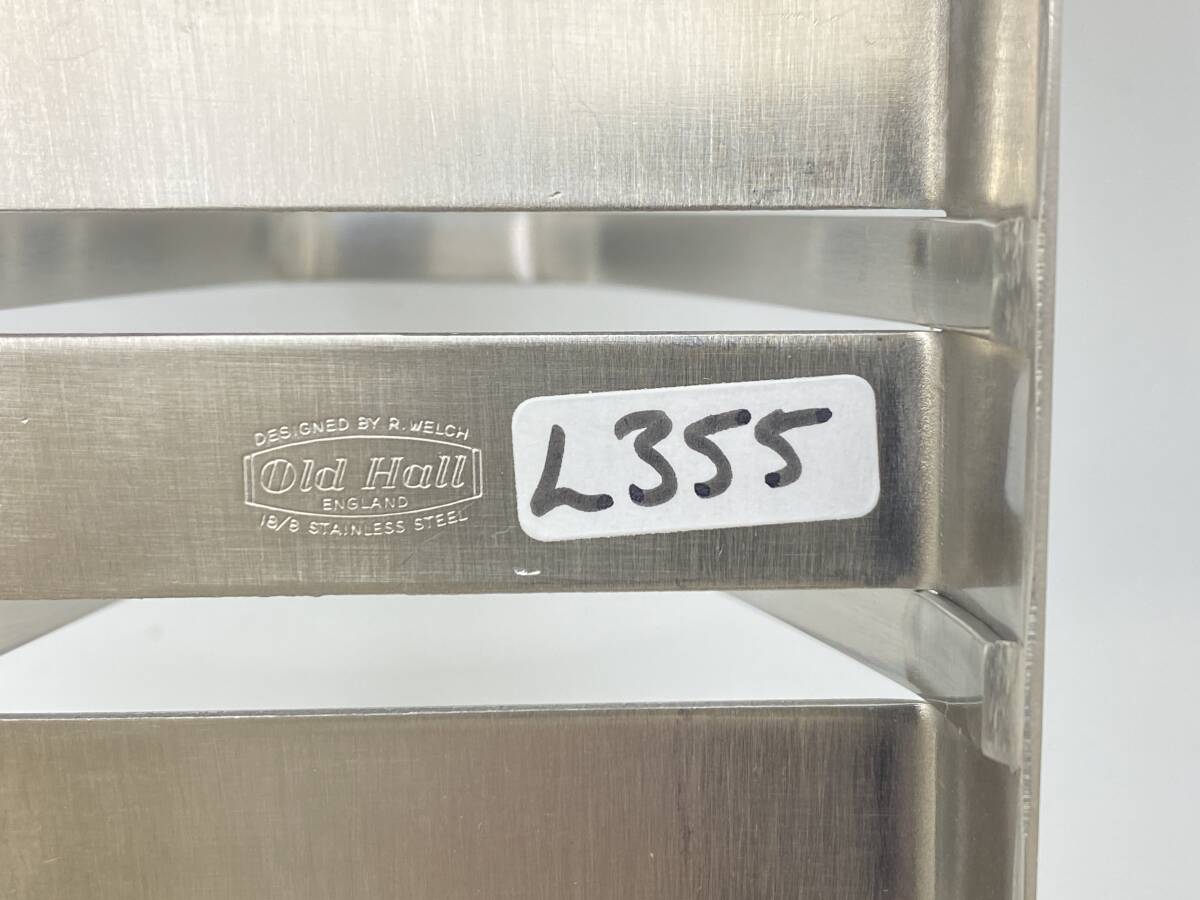 DESIGNED BY R. WELCH
Old Hall
ENGLAND
18/8 STAINLESS STEEL
L355